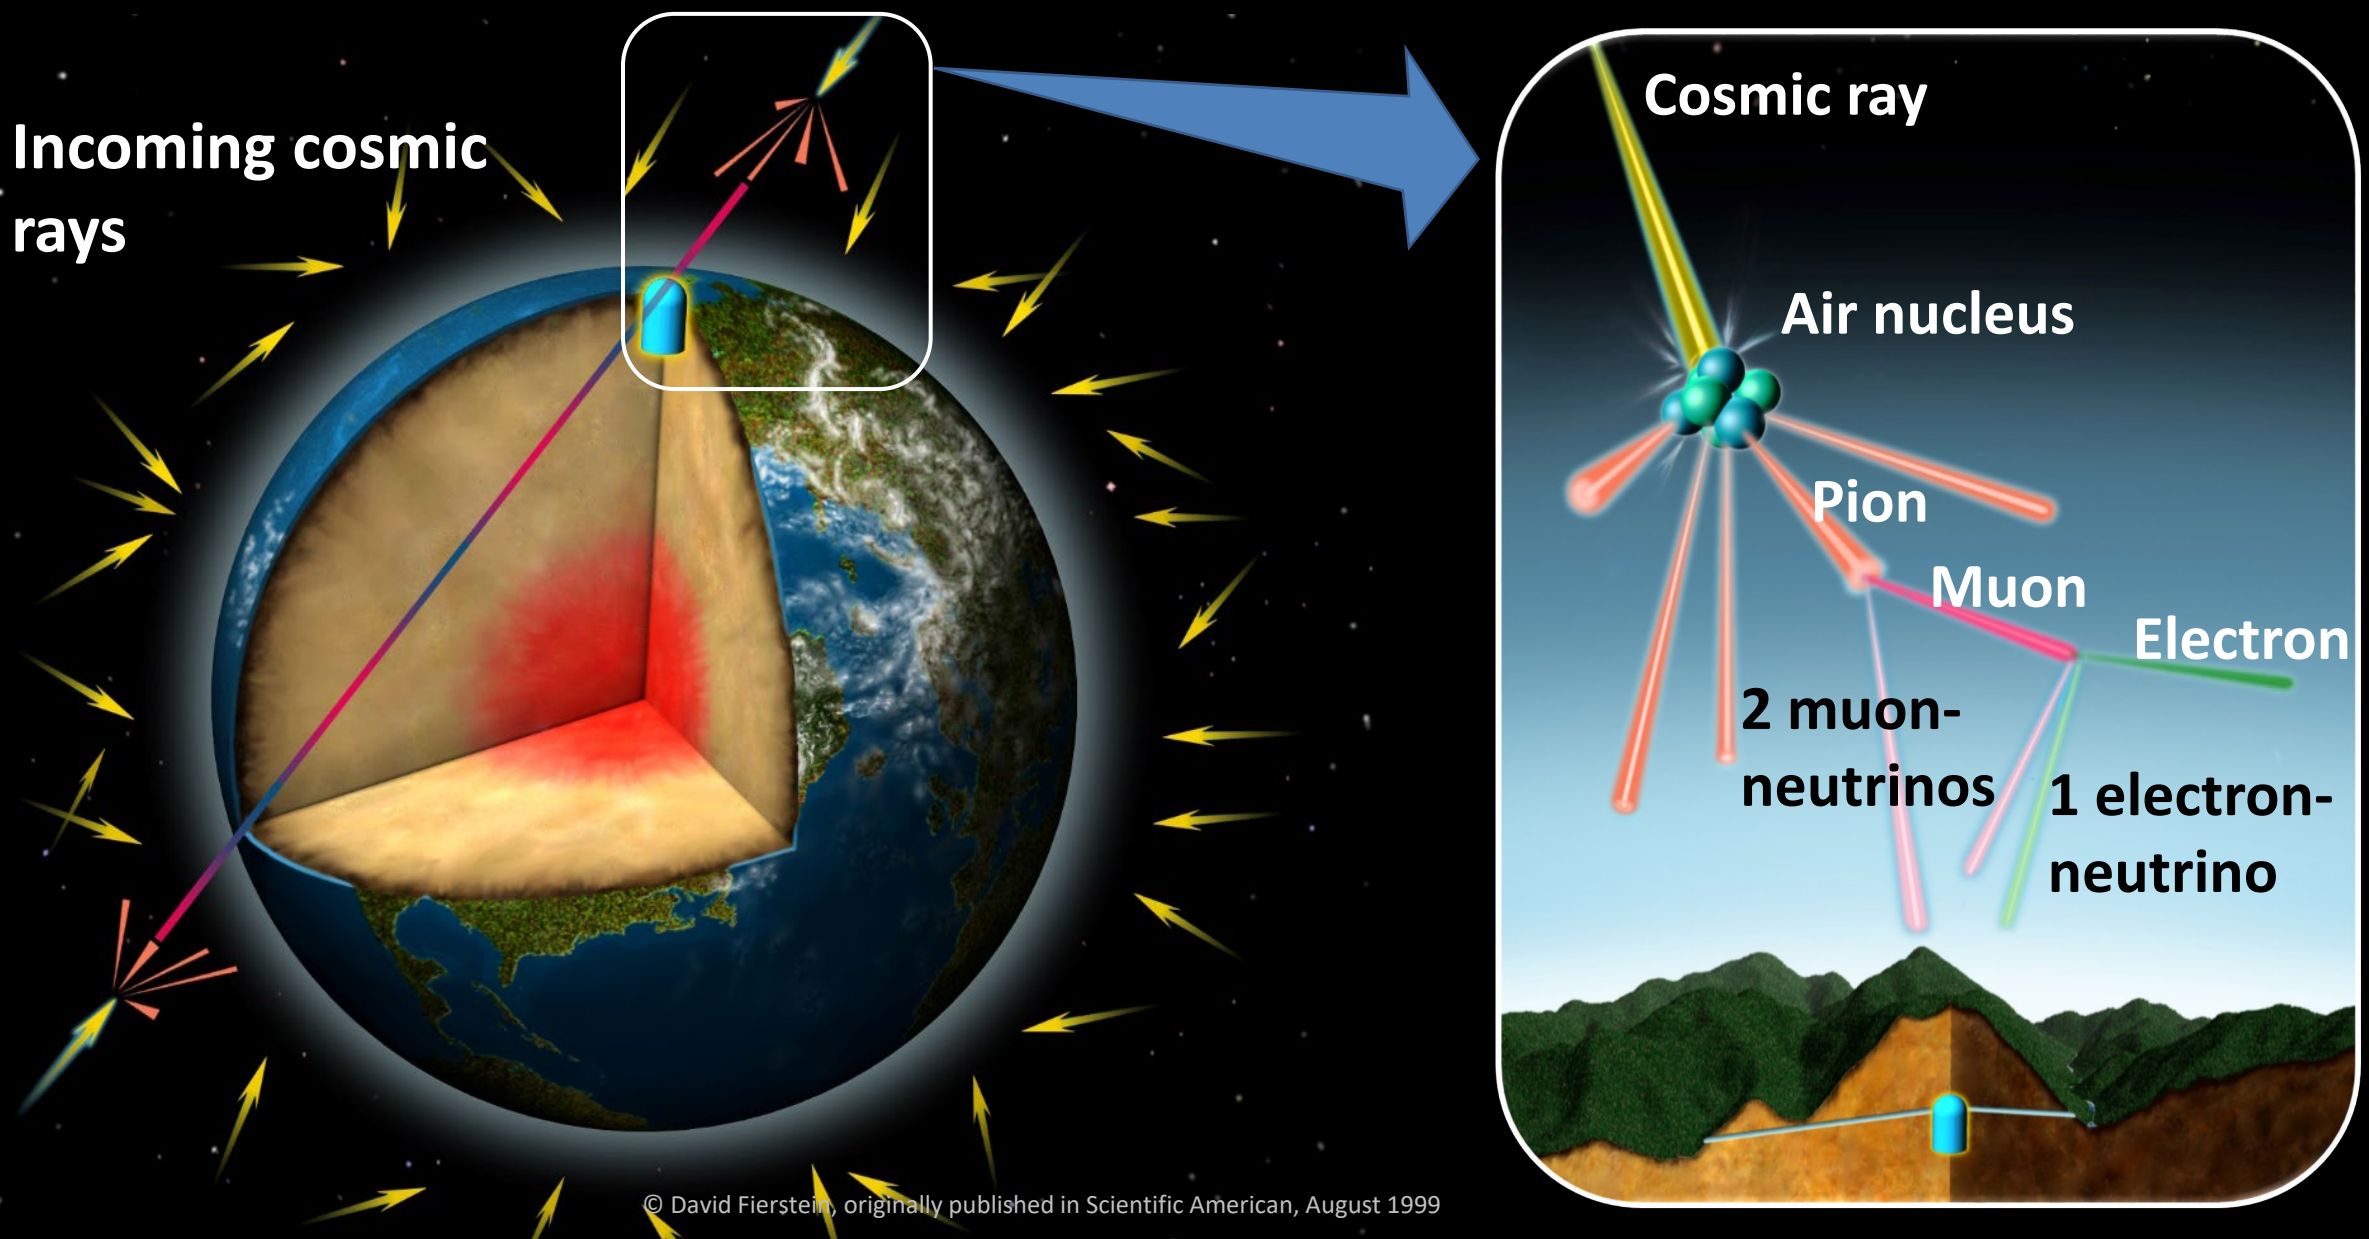 Incoming cosmic
rays
Cosmic ray
Air nucleus
Pion
Muon
Electron
2 muon-
neutrinos
1 electron-
neutrino
© David Fierstein, originally published in Scientific American, August 1999